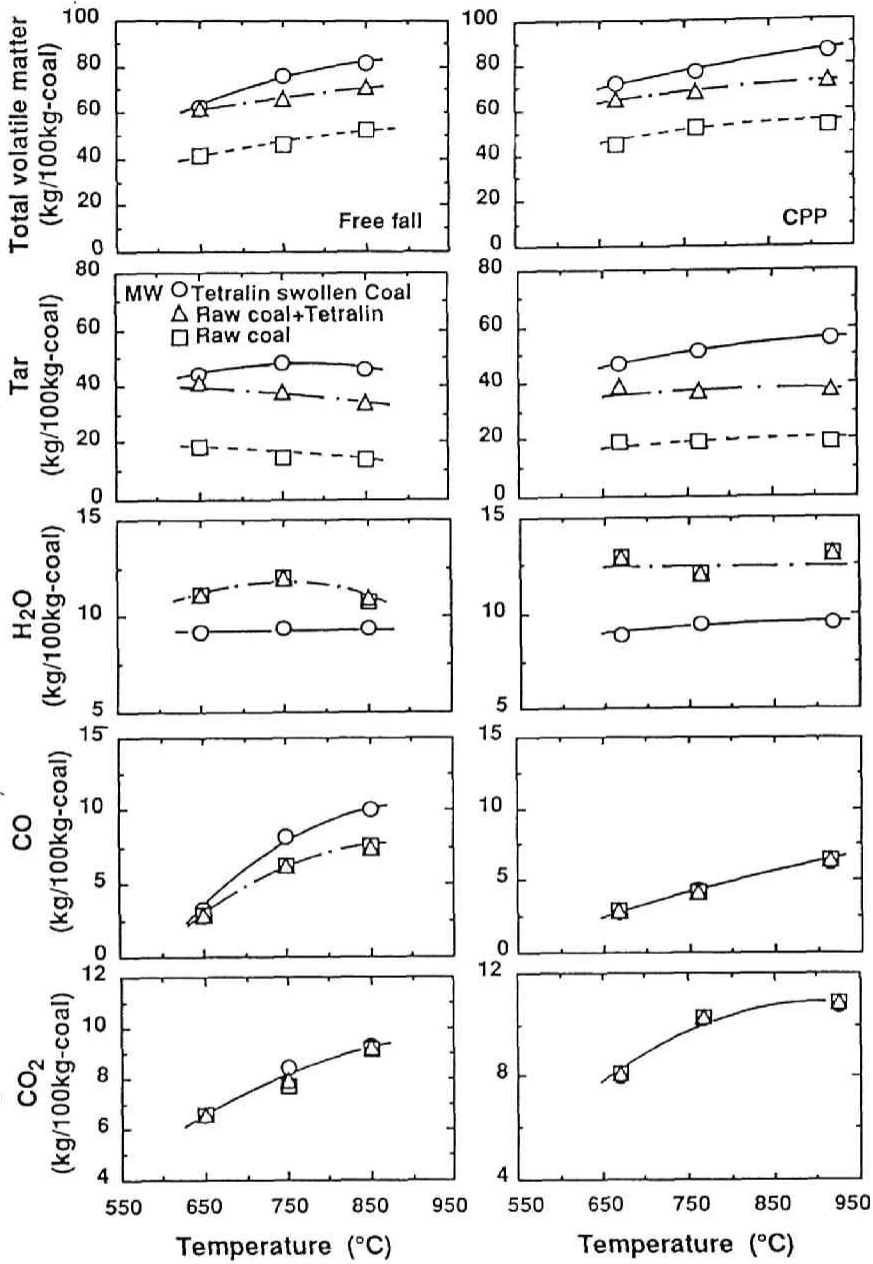 Total volatile matter
(kg/100kg-coal)
100
80
60
40
20
0
Free fall
100
80
60
40
20
0
CPP
Tar
(kg/100kg-coal)
80
60
40
20
0
MW Tetralin swollen Coal
Raw coal+Tetralin
Raw coal
80
60
40
20
0
H2O
(kg/100kg-coal)
15
10
5
15
10
5
CO
(kg/100kg-coal)
15
10
5
0
15
10
5
0
CO2
(kg/100kg-coal)
12
10
8
6
4
12
8
4
550 650 750 850 950
550 650 750 850 950
Temperature (°C)
Temperature (°C)